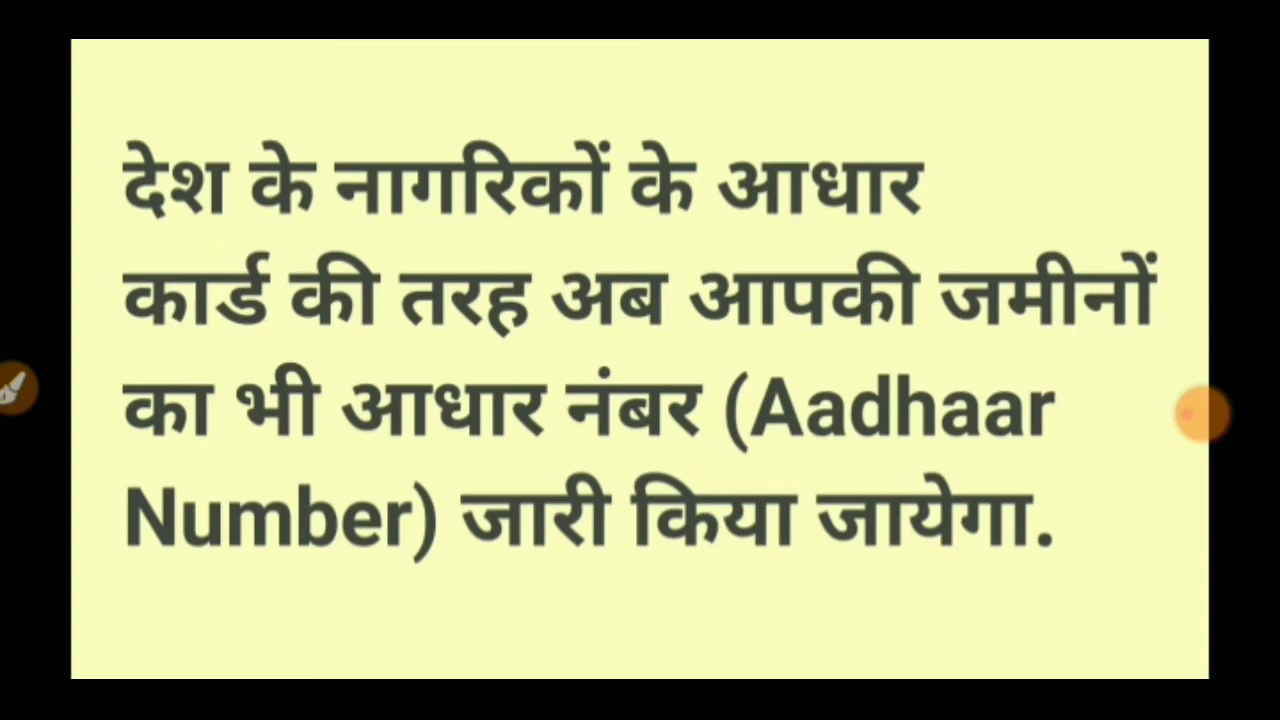 देश के नागरिकों के आधार
कार्ड की तरह अब आपकी जमीनों
का भी आधार नंबर (Aadhaar
Number) जारी किया जायेगा.